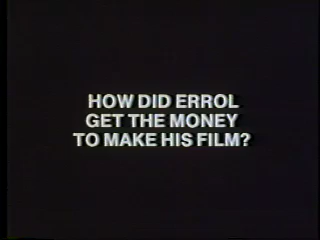 HOW DID ERROL
GET THE MONEY
TO MAKE HIS FILM?